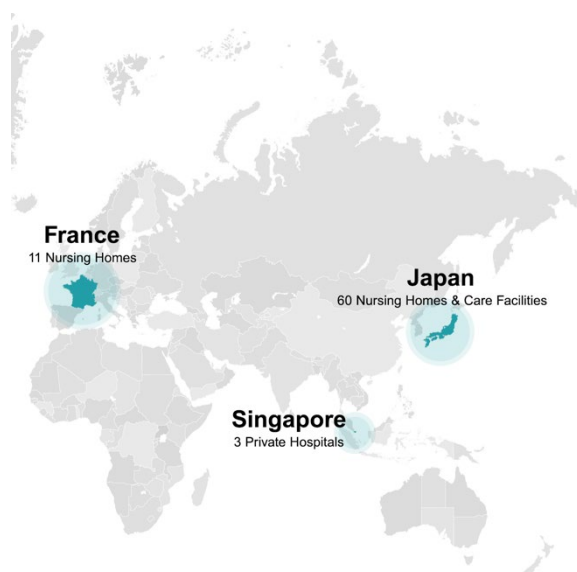 France
11 Nursing Homes
Japan
60 Nursing Homes & Care Facilities
Singapore
3 Private Hospitals